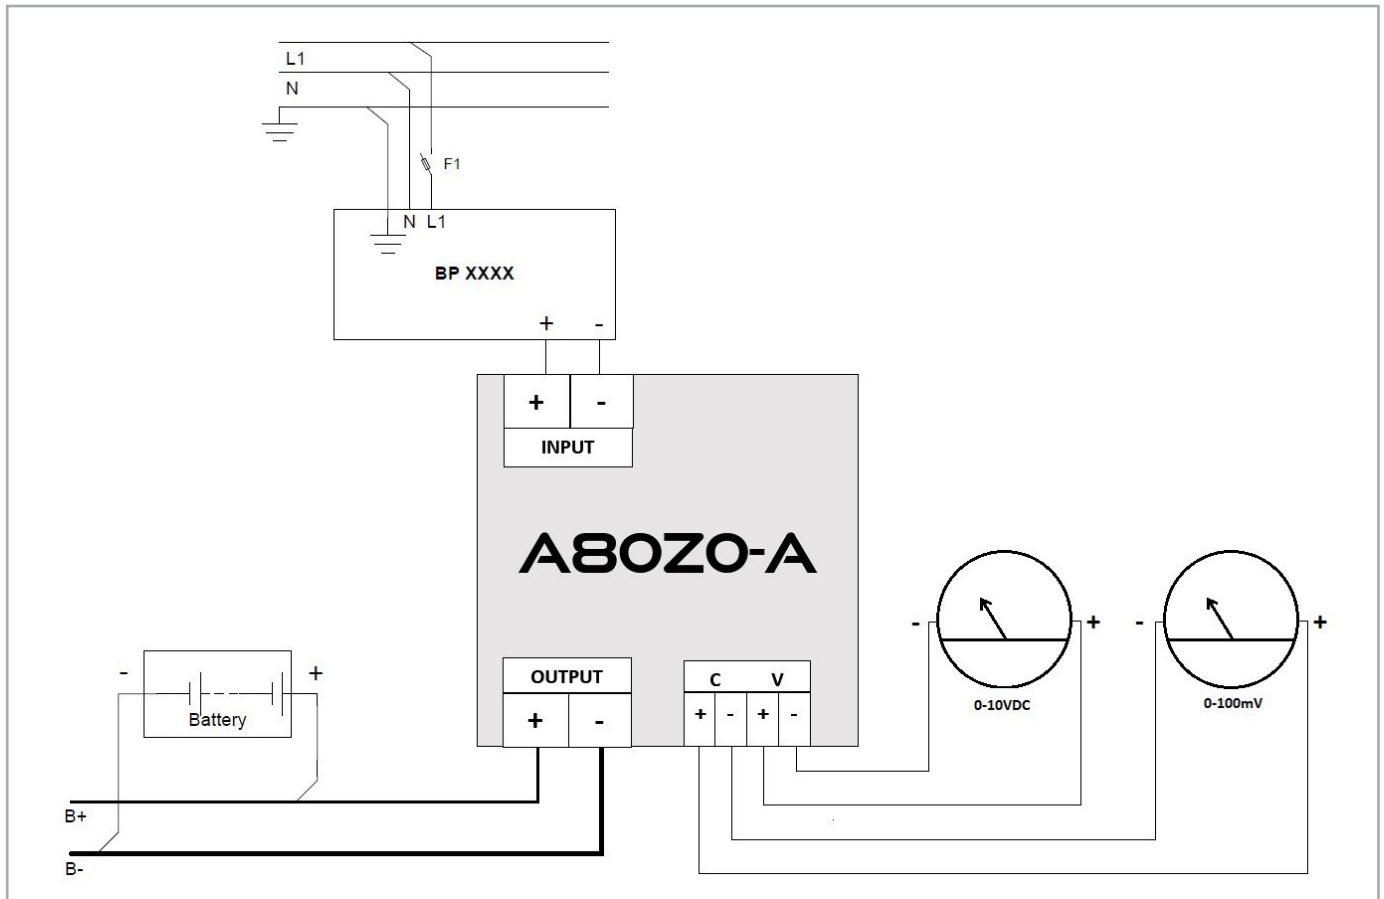 L1
N
F1
N L1
BP XXXX
+ -
+ -
INPUT
A80Z0-A
- +
- +
0-10VDC
0-100mV
- +
Battery
OUTPUT
+ -
C V
+ - + -
B+
B-